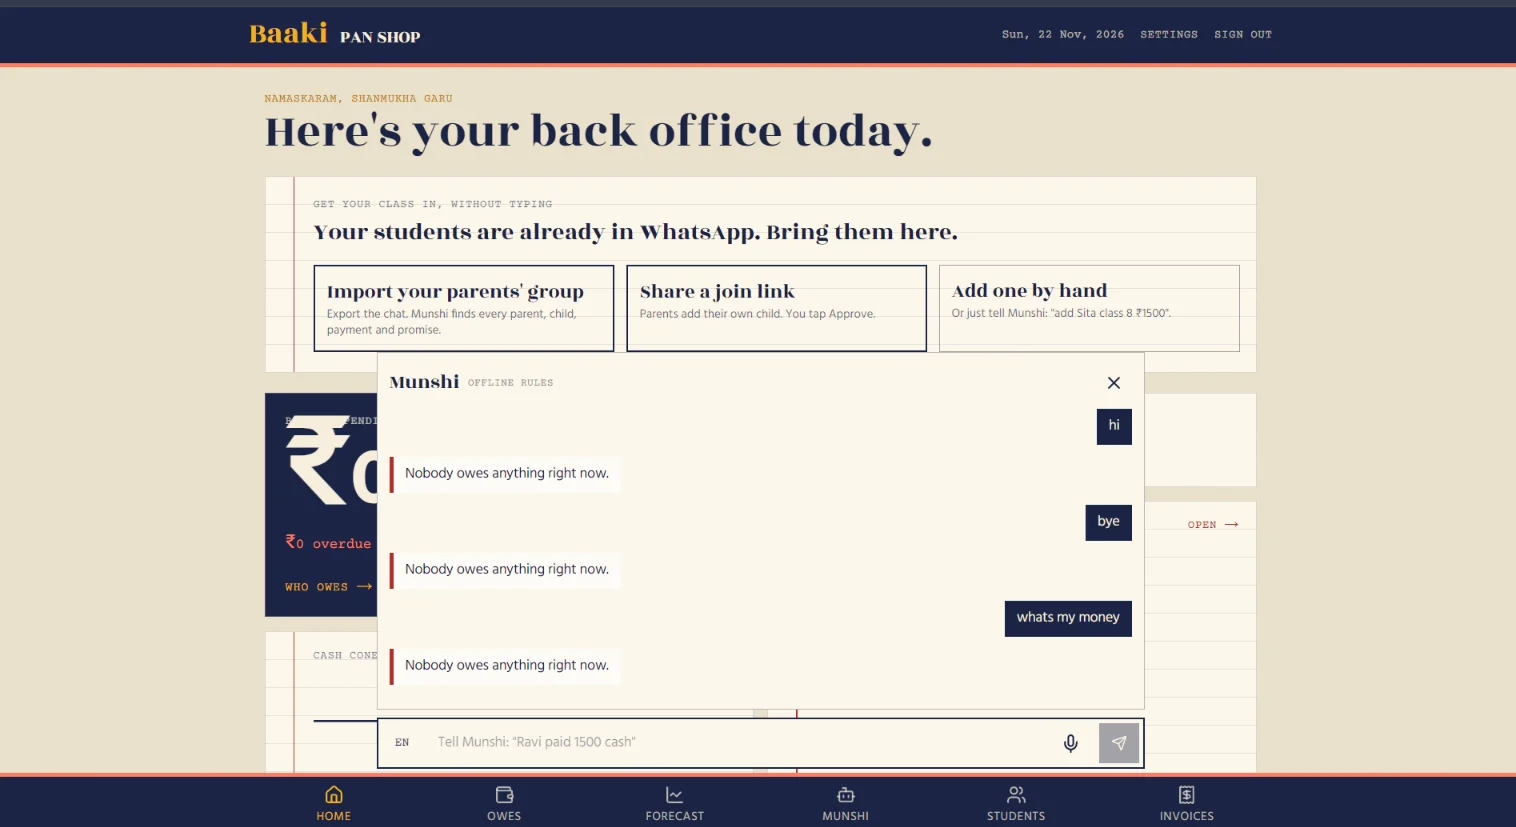 Baaki PAN SHOP
Sun, 22 Nov, 2026 SETTINGS SIGN OUT
NAMASKARAM, SHANMUKHA GARU
Here's your back office today.
GET YOUR CLASS IN, WITHOUT TYPING
Your students are already in WhatsApp. Bring them here.
Import your parents' group
Export the chat. Munshi finds every parent, child,
payment and promise.
Share a join link
Parents add their own child. You tap Approve.
Add one by hand
Or just tell Munshi: "add Sita class 8 ₹1500".
₹0
₹0 overdue
WHO OWES →
CASH
OPEN →
Munshi OFFLINE RULES
hi
Nobody owes anything right now.
bye
Nobody owes anything right now.
whats my money
Nobody owes anything right now.
EN Tell Munshi: "Ravi paid 1500 cash"
HOME
OWES
FORECAST
MUNSHI
STUDENTS
INVOICES